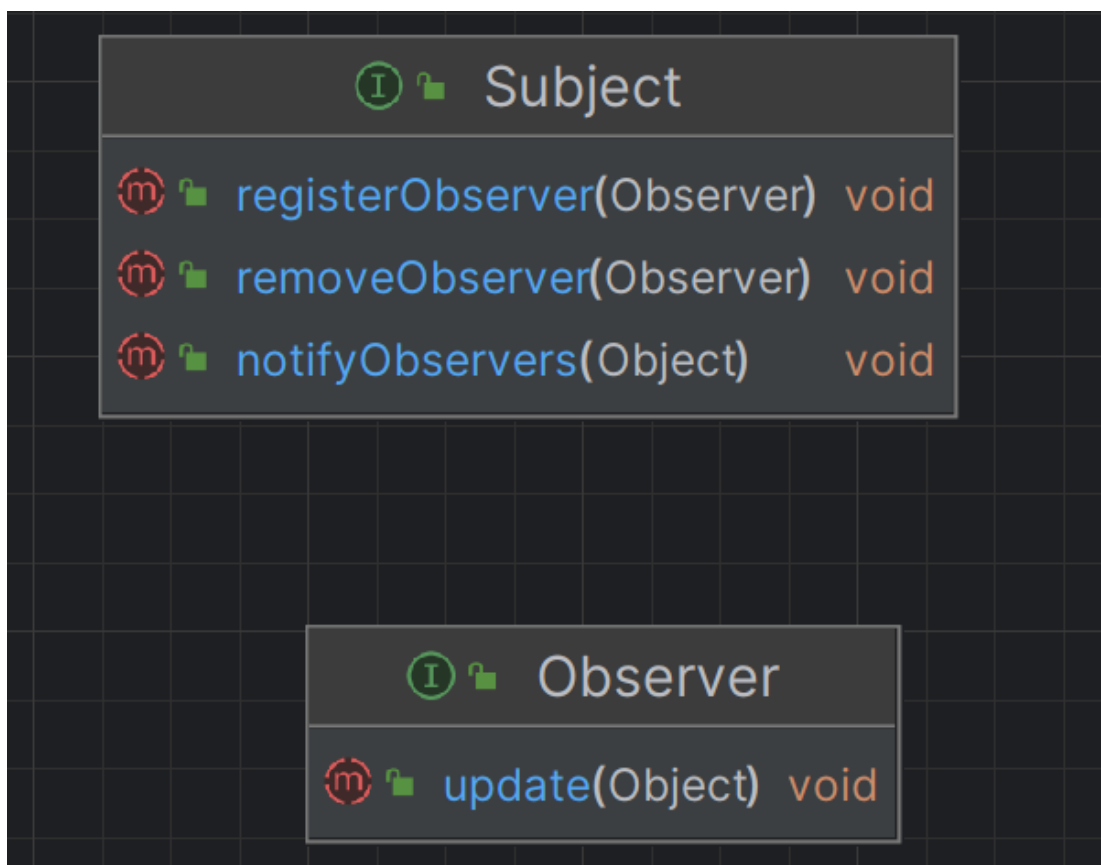 Subject
registerObserver(Observer) void
removeObserver(Observer) void
notifyObservers(Object) void
Observer
update(Object) void